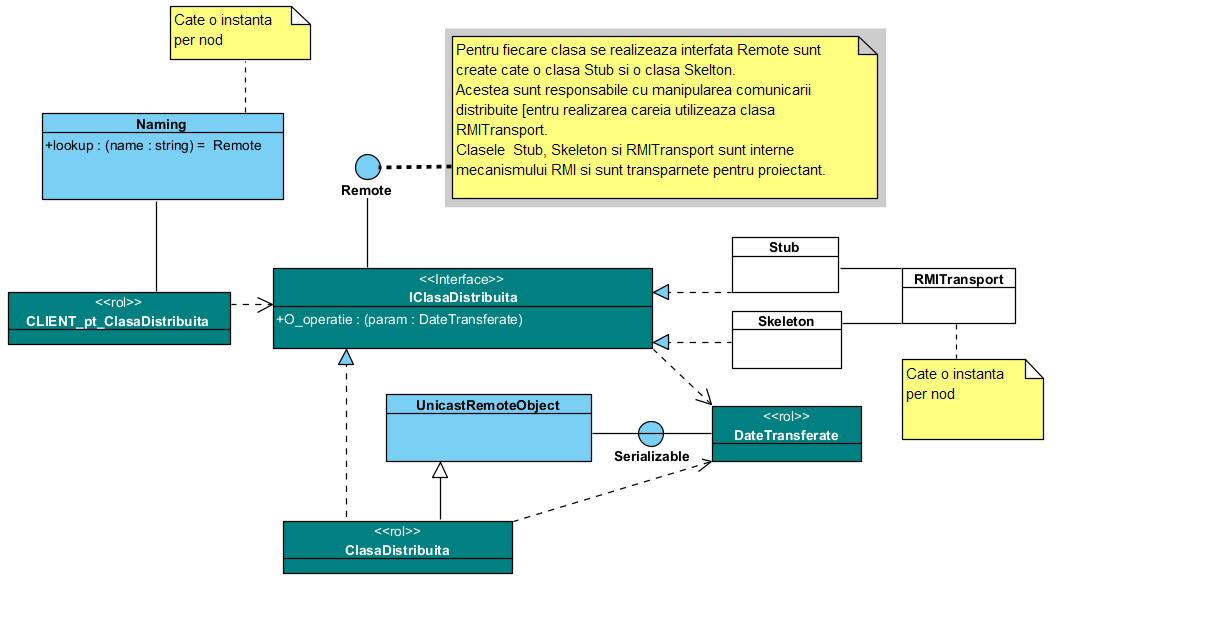 Cate o instanta
per nod
Pentru fiecare clasa se realizeaza interfata Remote sunt
create cate o clasa Stub si o clasa Skelton.
Acestea sunt responsabile cu manipularea comunicarii
distribuite [entru realizarea careia utilizeaza clasa
RMITransport.
Clasele  Stub, Skeleton si RMITransport sunt interne
mecanismului RMI si sunt transparnete pentru proiectant.
Naming
+lookup : (name : string) =  Remote
Remote
Stub
RMITransport
Skeleton
Cate o instanta
per nod
<<rol>>
CLIENT_pt_ClasaDistribuita
<<Interface>>
IClasaDistribuita
+O_operatie : (param : DateTransferate)
UnicastRemoteObject
Serializable
<<rol>>
DateTransferate
<<rol>>
ClasaDistribuita